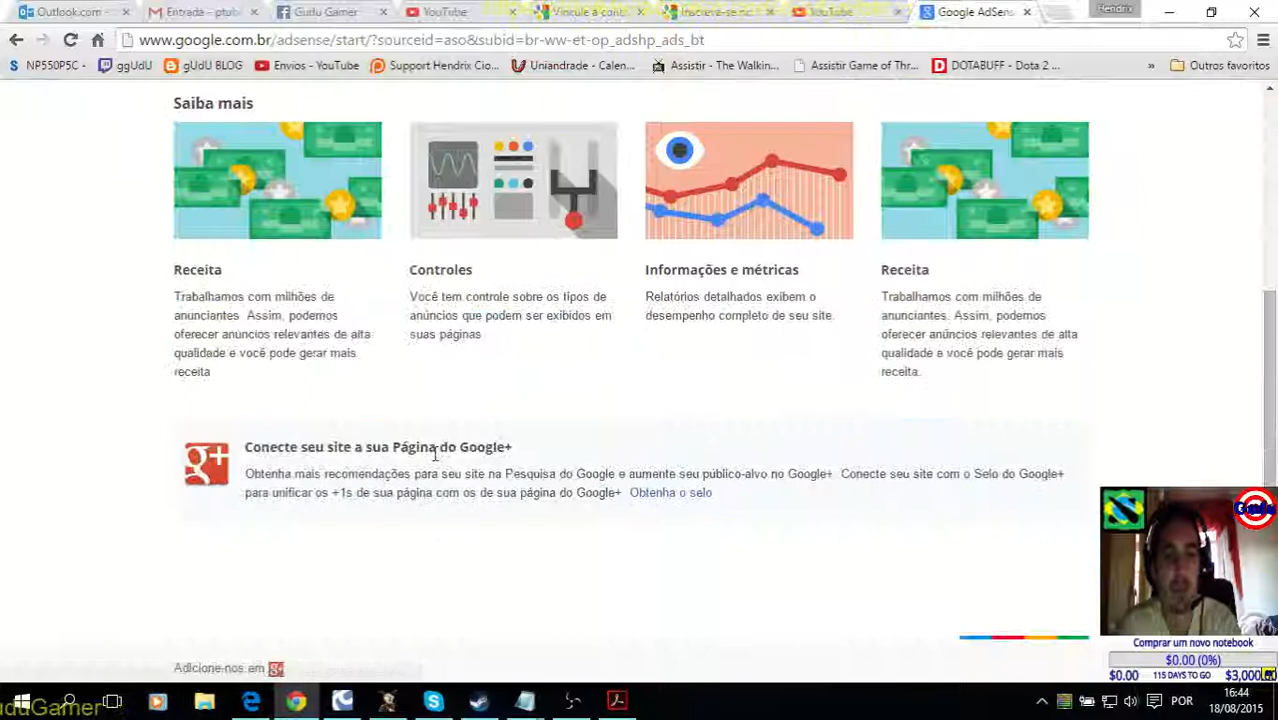 Outlook.com -
Entrada - ptub
Gudu Gamer
YouTube
Vincule a conta
Inscreva-se no
YouTube
Google AdSens
Hendrix
www.google.com.br/adsense/start/?sourceid=aso&subid=br-ww-et-op_adshp_ads_bt
NP550P5C -
ggUdU
gUdU BLOG
Envios - YouTube
Support Hendrix Cio...
Uniandrade - Calen...
Assistir - The Walkin...
Assistir Game of Thr...
DOTABUFF - Dota 2 ...
»
Outros favoritos
Saiba mais
Receita
Trabalhamos com milhões de
anunciantes. Assim, podemos
oferecer anúncios relevantes de alta
qualidade e você pode gerar mais
receita
Controles
Você tem controle sobre os tipos de
anúncios que podem ser exibidos em
suas páginas
Informações e métricas
Relatórios detalhados exibem o
desempenho completo de seu site.
Receita
Trabalhamos com milhões de
anunciantes. Assim, podemos
oferecer anúncios relevantes de alta
qualidade e você pode gerar mais
receita.
g+
Conecte seu site a sua Página do Google+
Obtenha mais recomendações para seu site na Pesquisa do Google e aumente seu publico-alvo no Google+ Conecte seu site com o Selo do Google+
para unificar os +1s de sua página com os de sua página do Google+ Obtenha o selo
Adicione-nos em g+
Gudu
Comprar um novo notebook
$0.00 (0%)
$0.00
115 DAYS TO GO
uduGamer
POR
16:44
18/08/2015